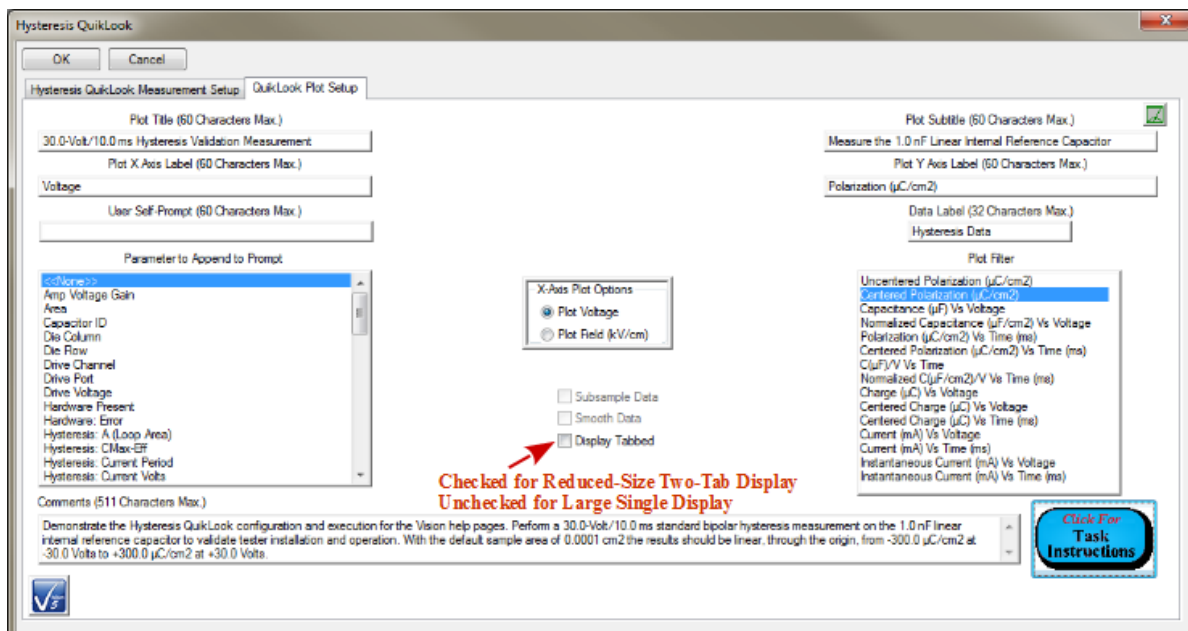 Hysteresis QuikLook
OK
Cancel
Hysteresis QuikLook Measurement Setup
QuikLook Plot Setup
Plot Title (60 Characters Max.)
30.0-Volt/10.0 ms Hysteresis Validation Measurement
Plot Subtitle (60 Characters Max.)
Measure the 1.0 nF Linear Internal Reference Capacitor
Plot X Axis Label (60 Characters Max.)
Voltage
Plot Y Axis Label (60 Characters Max.)
Polarization (µC/cm2)
User Self-Prompt (60 Characters Max.)
Data Label (32 Characters Max.)
Hysteresis Data
Parameter to Append to Prompt
<<None>>
Amp Voltage Gain
Area
Capacitor ID
Die Column
Die Row
Drive Channel
Drive Port
Drive Voltage
Hardware Present
Hardware: Error
Hysteresis: A (Loop Area)
Hysteresis: CMax-Eff
Hysteresis: Current Period
Hysteresis: Current Volts
X-Axis Plot Options
Plot Voltage
Plot Field (kV/cm)
Subsample Data
Smooth Data
Display Tabbed
Checked for Reduced-Size Two-Tab Display
Unchecked for Large Single Display
Plot Filter
Uncentered Polarization (µC/cm2)
Centered Polarization (µC/cm2)
Capacitance (µF) Vs Voltage
Normalized Capacitance (µF/cm2) Vs Voltage
Polarization (µC/cm2) Vs Time (ms)
Centered Polarization (µC/cm2) Vs Time (ms)
C(µF)/V Vs Time
Normalized C(µF/cm2)/V Vs Time (ms)
Charge (µC) Vs Voltage
Centered Charge (µC) Vs Voltage
Centered Charge (µC) Vs Time (ms)
Current (mA) Vs Voltage
Current (mA) Vs Time (ms)
Instantaneous Current (mA) Vs Voltage
Instantaneous Current (mA) Vs Time (ms)
Comments (511 Characters Max.)
Demonstrate the Hysteresis QuikLook configuration and execution for the Vision help pages. Perform a 30.0-Volt/10.0 ms standard bipolar hysteresis measurement on the 1.0 nF linear
internal reference capacitor to validate tester installation and operation. With the default sample area of 0.0001 cm2 the results should be linear, through the origin, from -300.0 µC/cm2 at
-30.0 Volts to +300.0 µC/cm2 at +30.0 Volts.
Click For
Task
Instructions